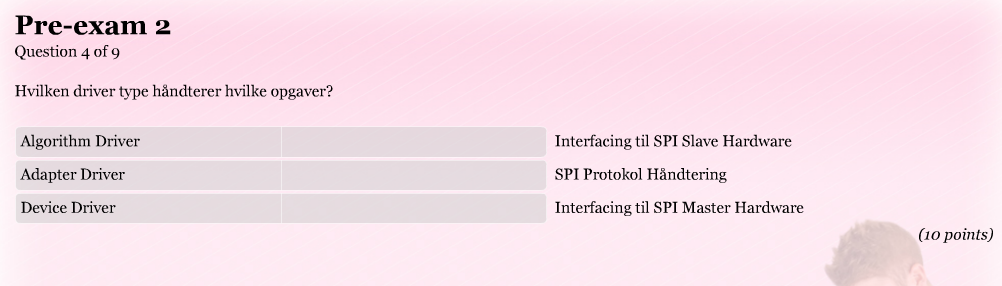 Pre-exam 2
Question 4 of 9
Hvilken driver type håndterer hvilke opgaver?
Algorithm Driver Interfacing til SPI Slave Hardware
Adapter Driver SPI Protokol Håndtering
Device Driver Interfacing til SPI Master Hardware
(10 points)